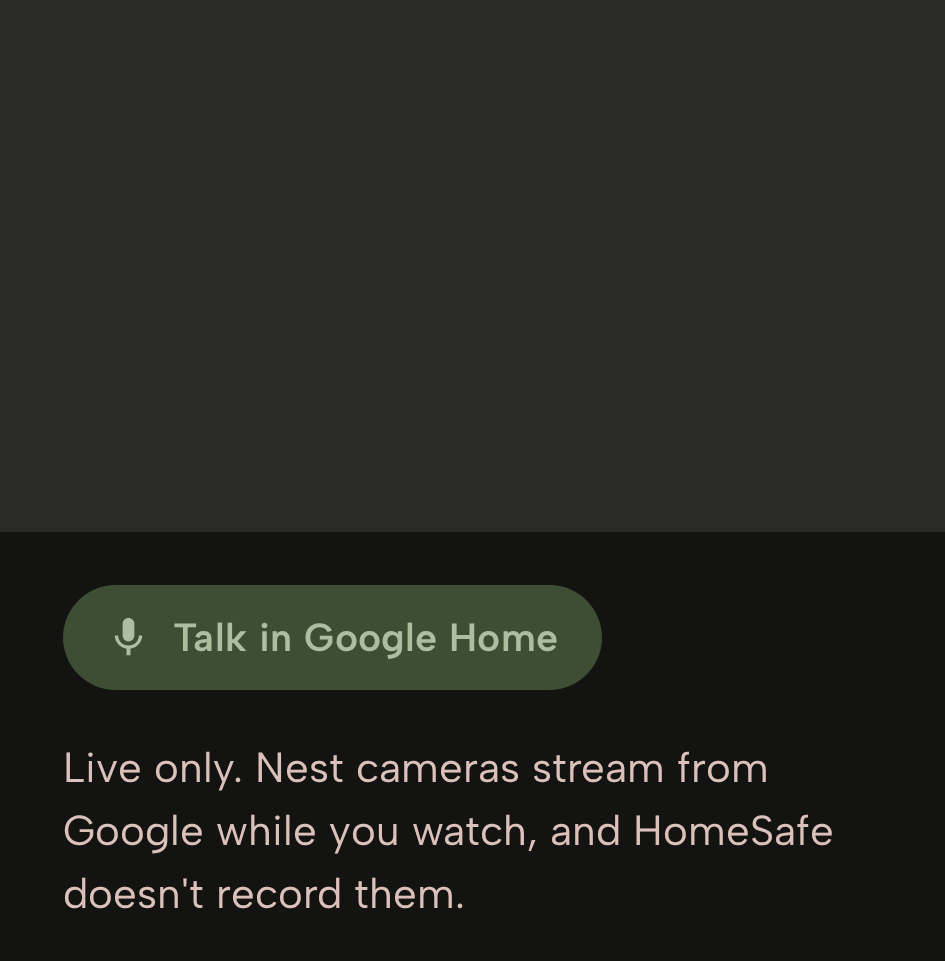 Talk in Google Home
Live only. Nest cameras stream from
Google while you watch, and HomeSafe
doesn't record them.